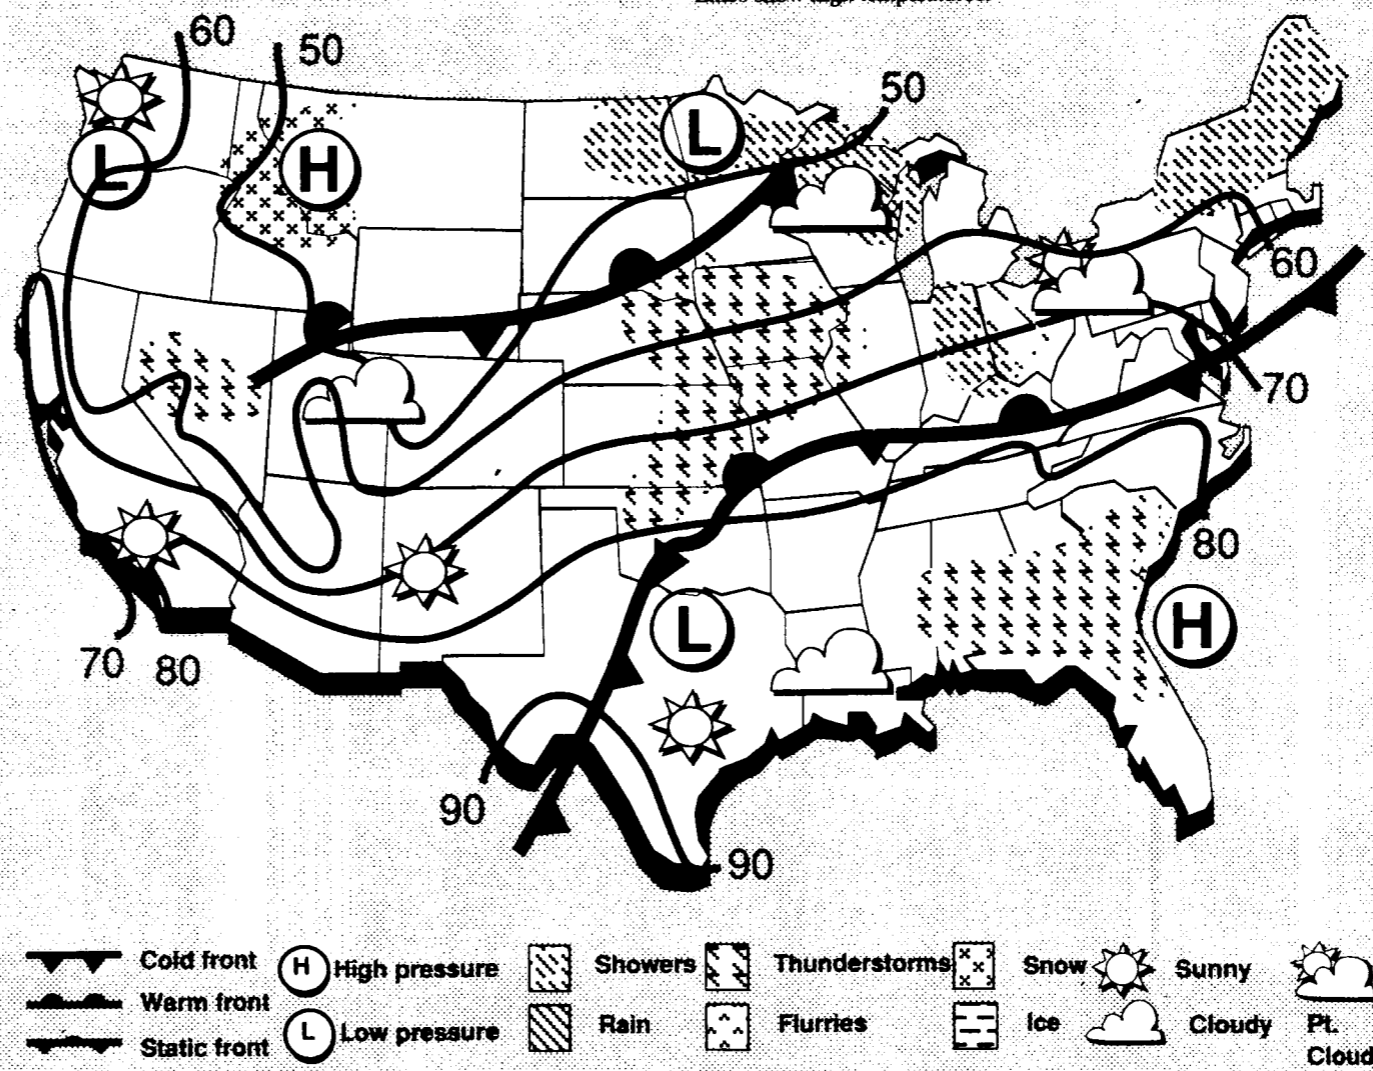 60
50
50
L
H
L
60
70
80
H
L
70
80
90
90
Cold front
H High pressure
Showers
Thunderstorms
Snow
Sunny
Warm front
L Low pressure
Rain
Flurries
Ice
Cloudy
Pt.
Static front